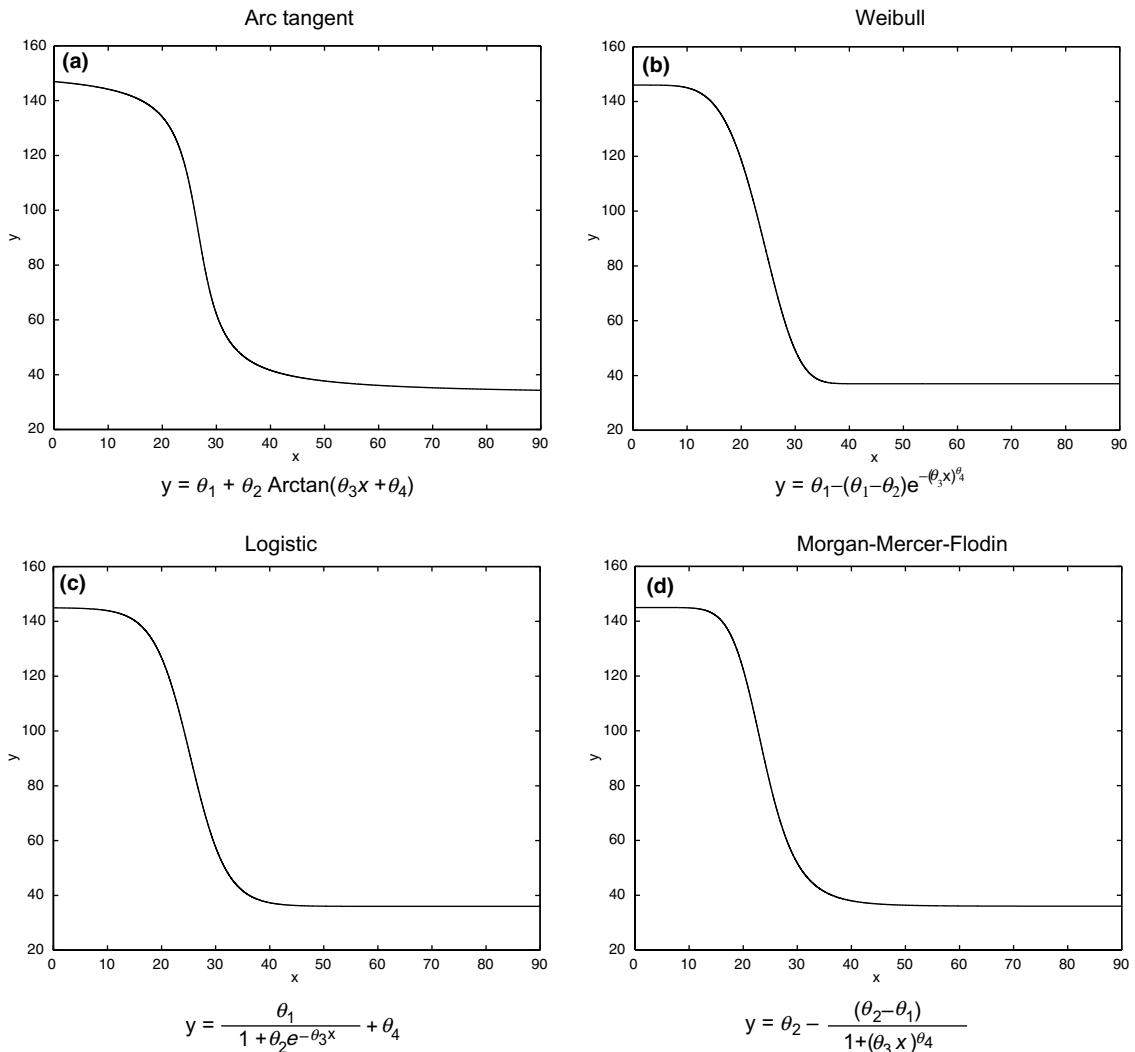 Arc tangent
(a)
160
140
120
100
80
60
40
20
y
0 10 20 30 40 50 60 70 80 90
x
y = θ₁ + θ₂ Arctan(θ₃x + θ₄)
Weibull
(b)
160
140
120
100
80
60
40
20
y
0 10 20 30 40 50 60 70 80 90
x
y = θ₁–(θ₁–θ₂)e^–(θ₃x)^θ₄
Logistic
(c)
160
140
120
100
80
60
40
20
y
0 10 20 30 40 50 60 70 80 90
x
y = θ₁ / (1 + θ₂e^–θ₃x) + θ₄
Morgan-Mercer-Flodin
(d)
160
140
120
100
80
60
40
20
y
0 10 20 30 40 50 60 70 80 90
x
y = θ₂ – (θ₂–θ₁) / (1+(θ₃ x)^θ₄)